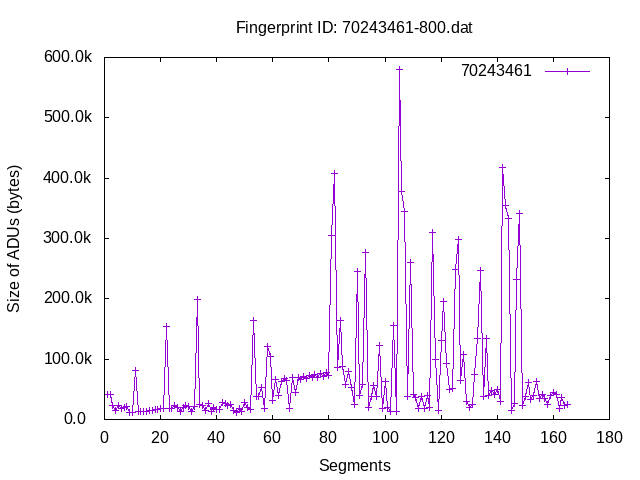 Fingerprint ID: 70243461-800.dat
600.0k
70243461
500.0k
400.0k
300.0k
200.0k
100.0k
0.0
Size of ADUs (bytes)
0 20 40 60 80 100 120 140 160 180
Segments